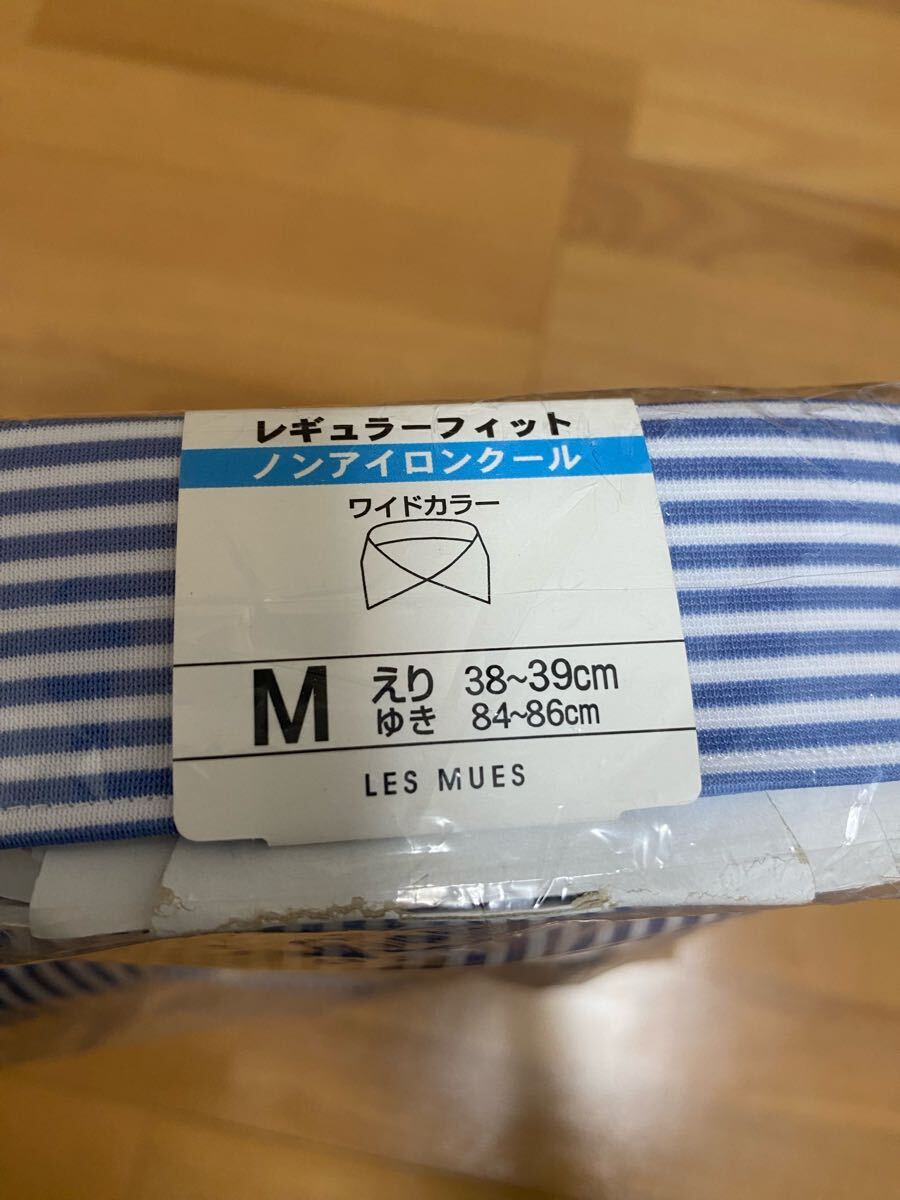 レギュラーフィット
ノンアイロンクール
ワイドカラー
M えり 38~39cm
ゆき 84~86cm
LES MUES